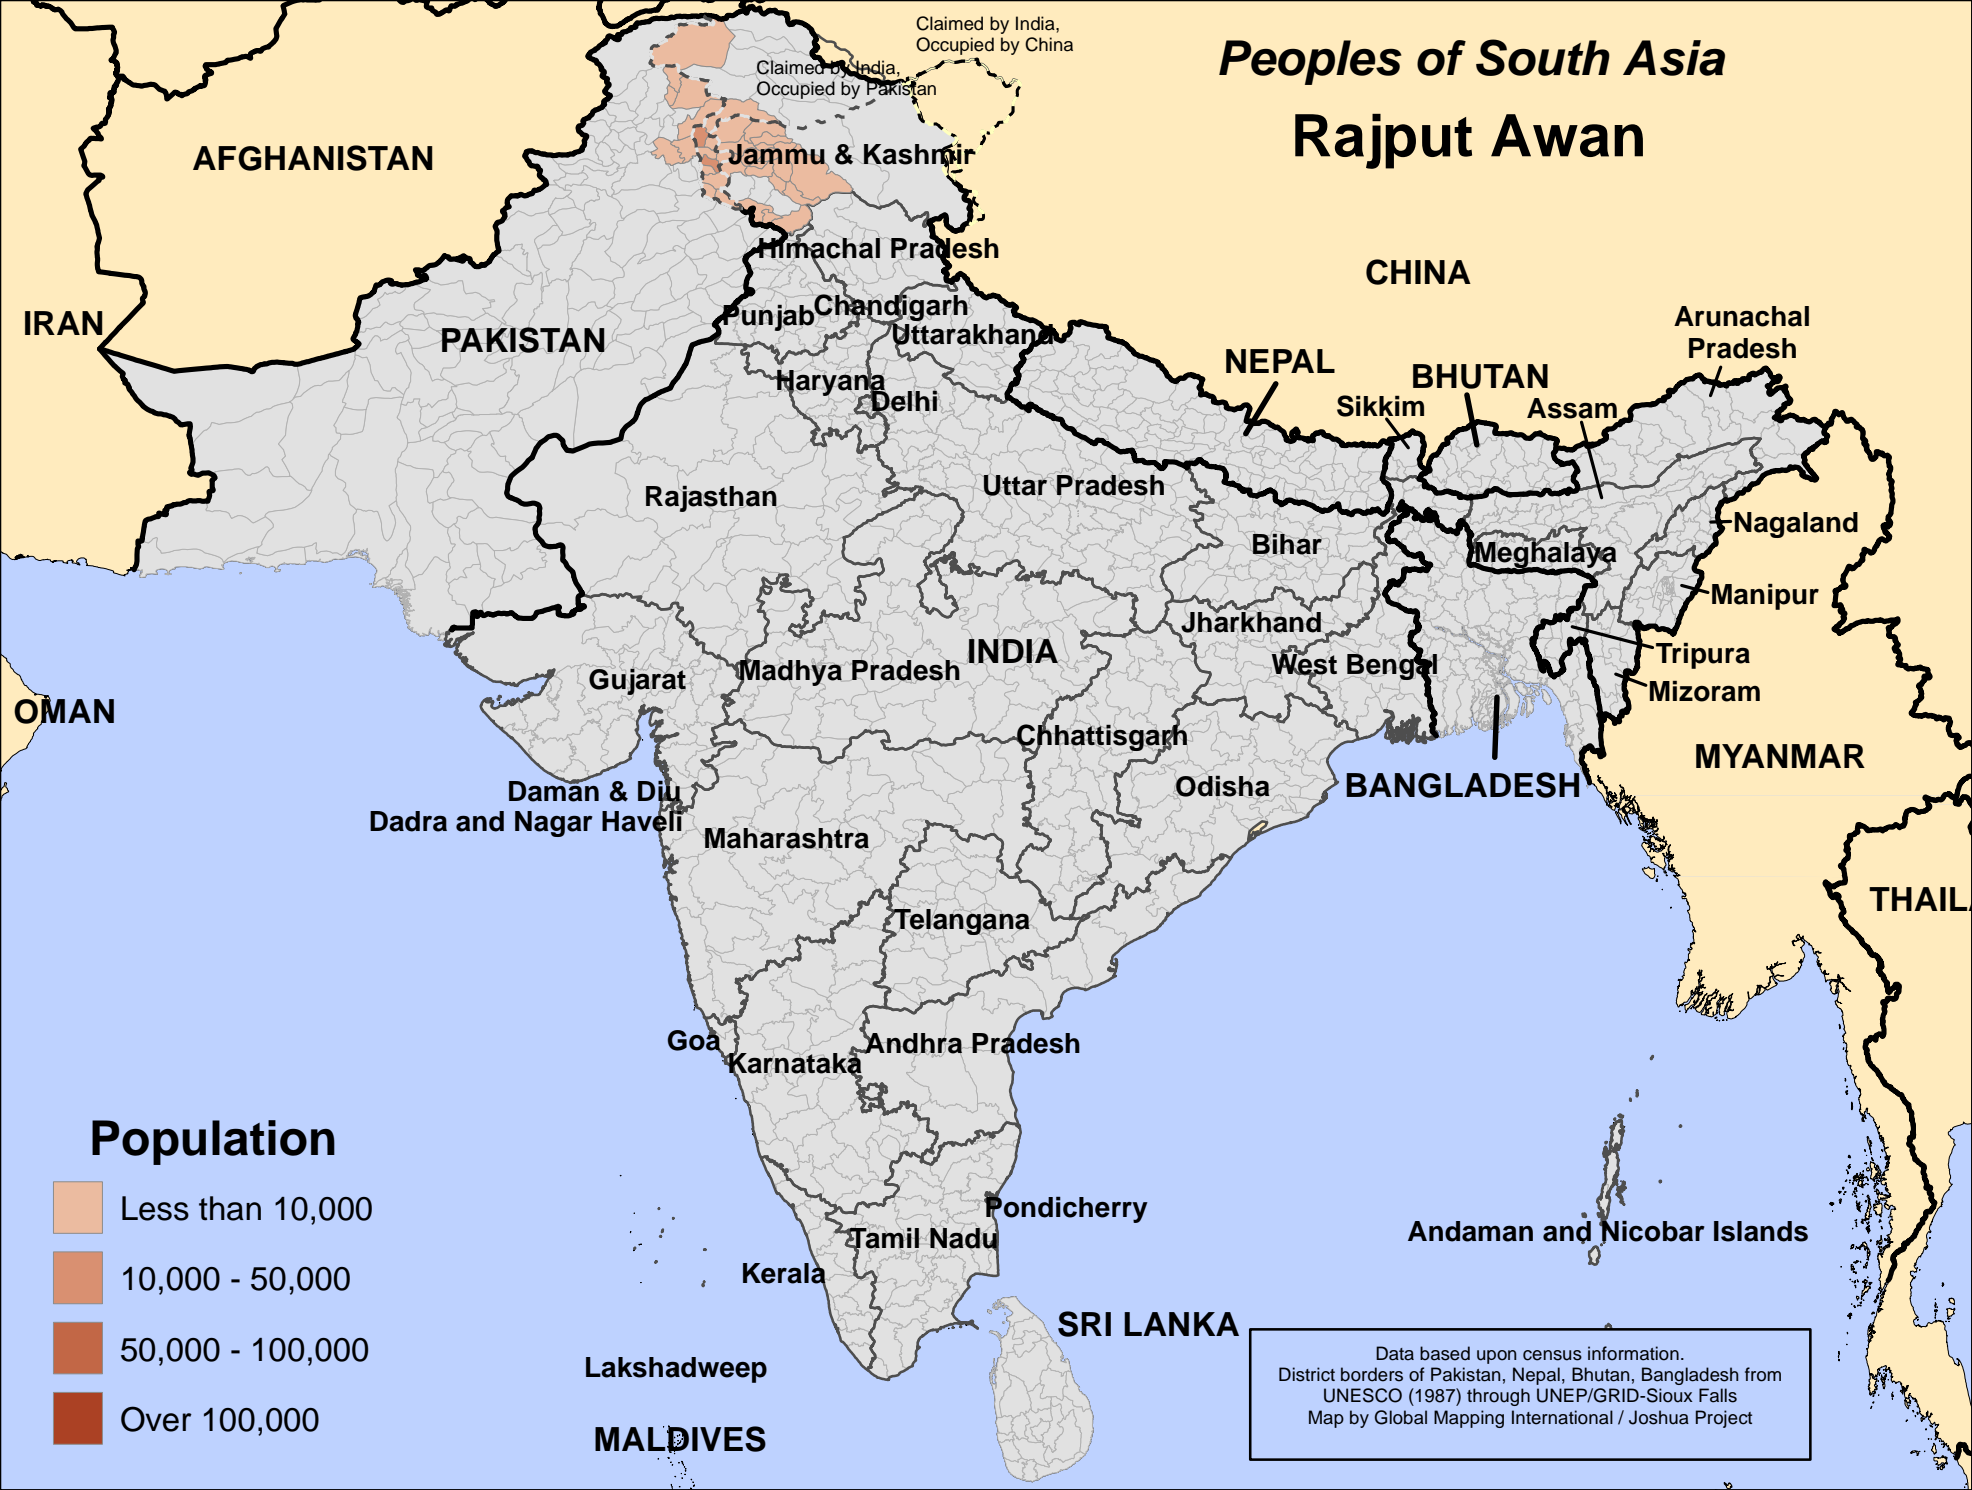 Claimed by India,
Occupied by China
Peoples of South Asia
Rajput Awan
Claimed by India,
Occupied by Pakistan
AFGHANISTAN
Jammu & Kashmir
Himachal Pradesh
CHINA
IRAN
PAKISTAN
Punjab
Chandigarh
Uttarakhand
Arunachal
Pradesh
NEPAL
BHUTAN
Haryana
Delhi
Sikkim
Assam
Rajasthan
Uttar Pradesh
Nagaland
Bihar
Meghalaya
Manipur
Jharkhand
INDIA
Tripura
West Bengal
Madhya Pradesh
Gujarat
Mizoram
OMAN
Chhattisgarh
MYANMAR
Odisha
BANGLADESH
Daman & Diu
Dadra and Nagar Haveli
Maharashtra
THAIL
Telangana
Goa
Andhra Pradesh
Karnataka
Population
Less than 10,000
10,000 - 50,000
50,000 - 100,000
Over 100,000
Pondicherry
Tamil Nadu
Andaman and Nicobar Islands
Kerala
SRI LANKA
Lakshadweep
MALDIVES
Data based upon census information.
District borders of Pakistan, Nepal, Bhutan, Bangladesh from
UNESCO (1987) through UNEP/GRID-Sioux Falls
Map by Global Mapping International / Joshua Project